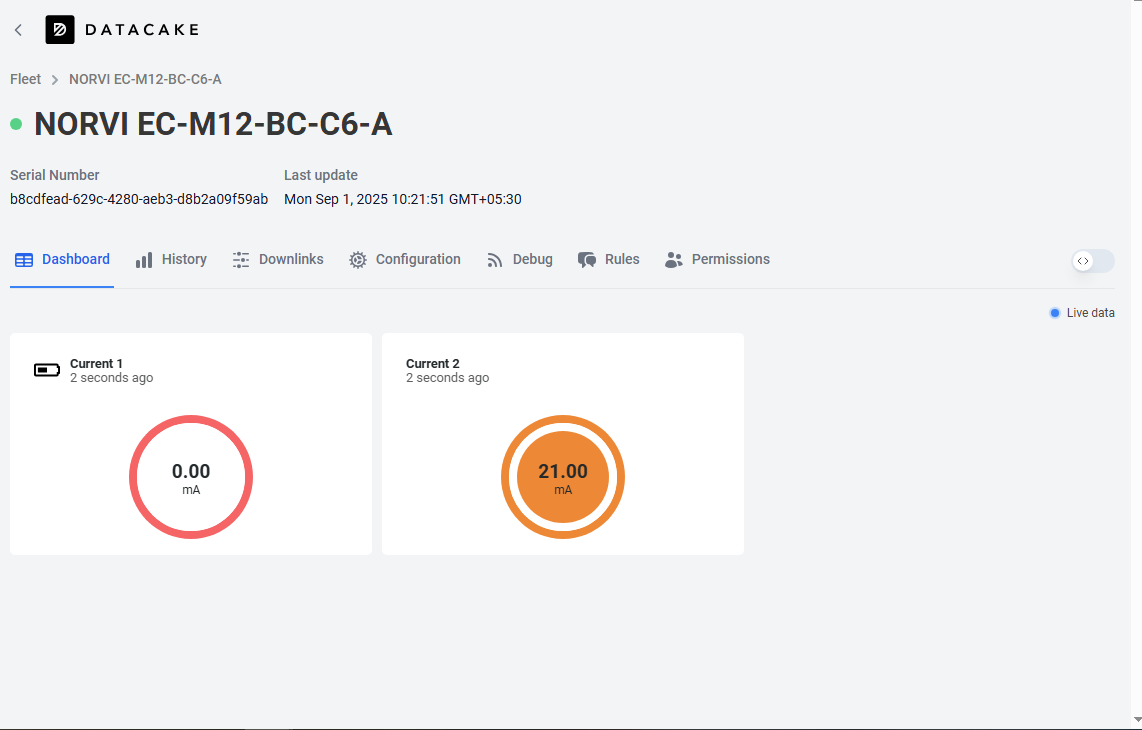 DATACAKE
Fleet > NORVI EC-M12-BC-C6-A
NORVI EC-M12-BC-C6-A
Serial Number Last update
b8cdfead-629c-4280-aeb3-d8b2a09f59ab Mon Sep 1, 2025 10:21:51 GMT+05:30
Dashboard History Downlinks Configuration Debug Rules Permissions
Live data
Current 1
2 seconds ago
0.00
mA
Current 2
2 seconds ago
21.00
mA